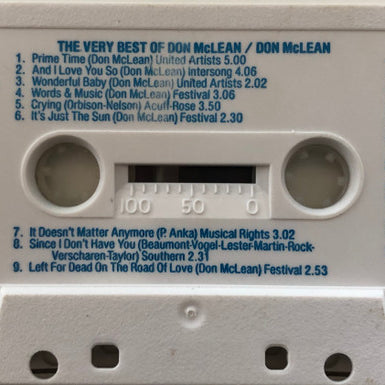 THE VERY BEST OF DON McLEAN / DON McLEAN
1. Prime Time (Don McLean) United Artists 5.00
2. And I Love You So (Don McLean) Intersong 4.06
3. Wonderful Baby (Don McLean) United Artists 2.02
4. Words & Music (Don McLean) Festival 3.06
5. Crying (Orbison-Nelson) Acuff-Rose 3.50
6. It's Just The Sun (Don McLean) Festival 2.30
100 50 0
7. It Doesn't Matter Anymore (P. Anka) Musical Rights 3.02
8. Since I Don't Have You (Beaumont-Vogel-Lester-Martin-Rock-
Verscharen-Taylor) Southern 2.31
9. Left For Dead On The Road Of Love (Don McLean) Festival 2.53